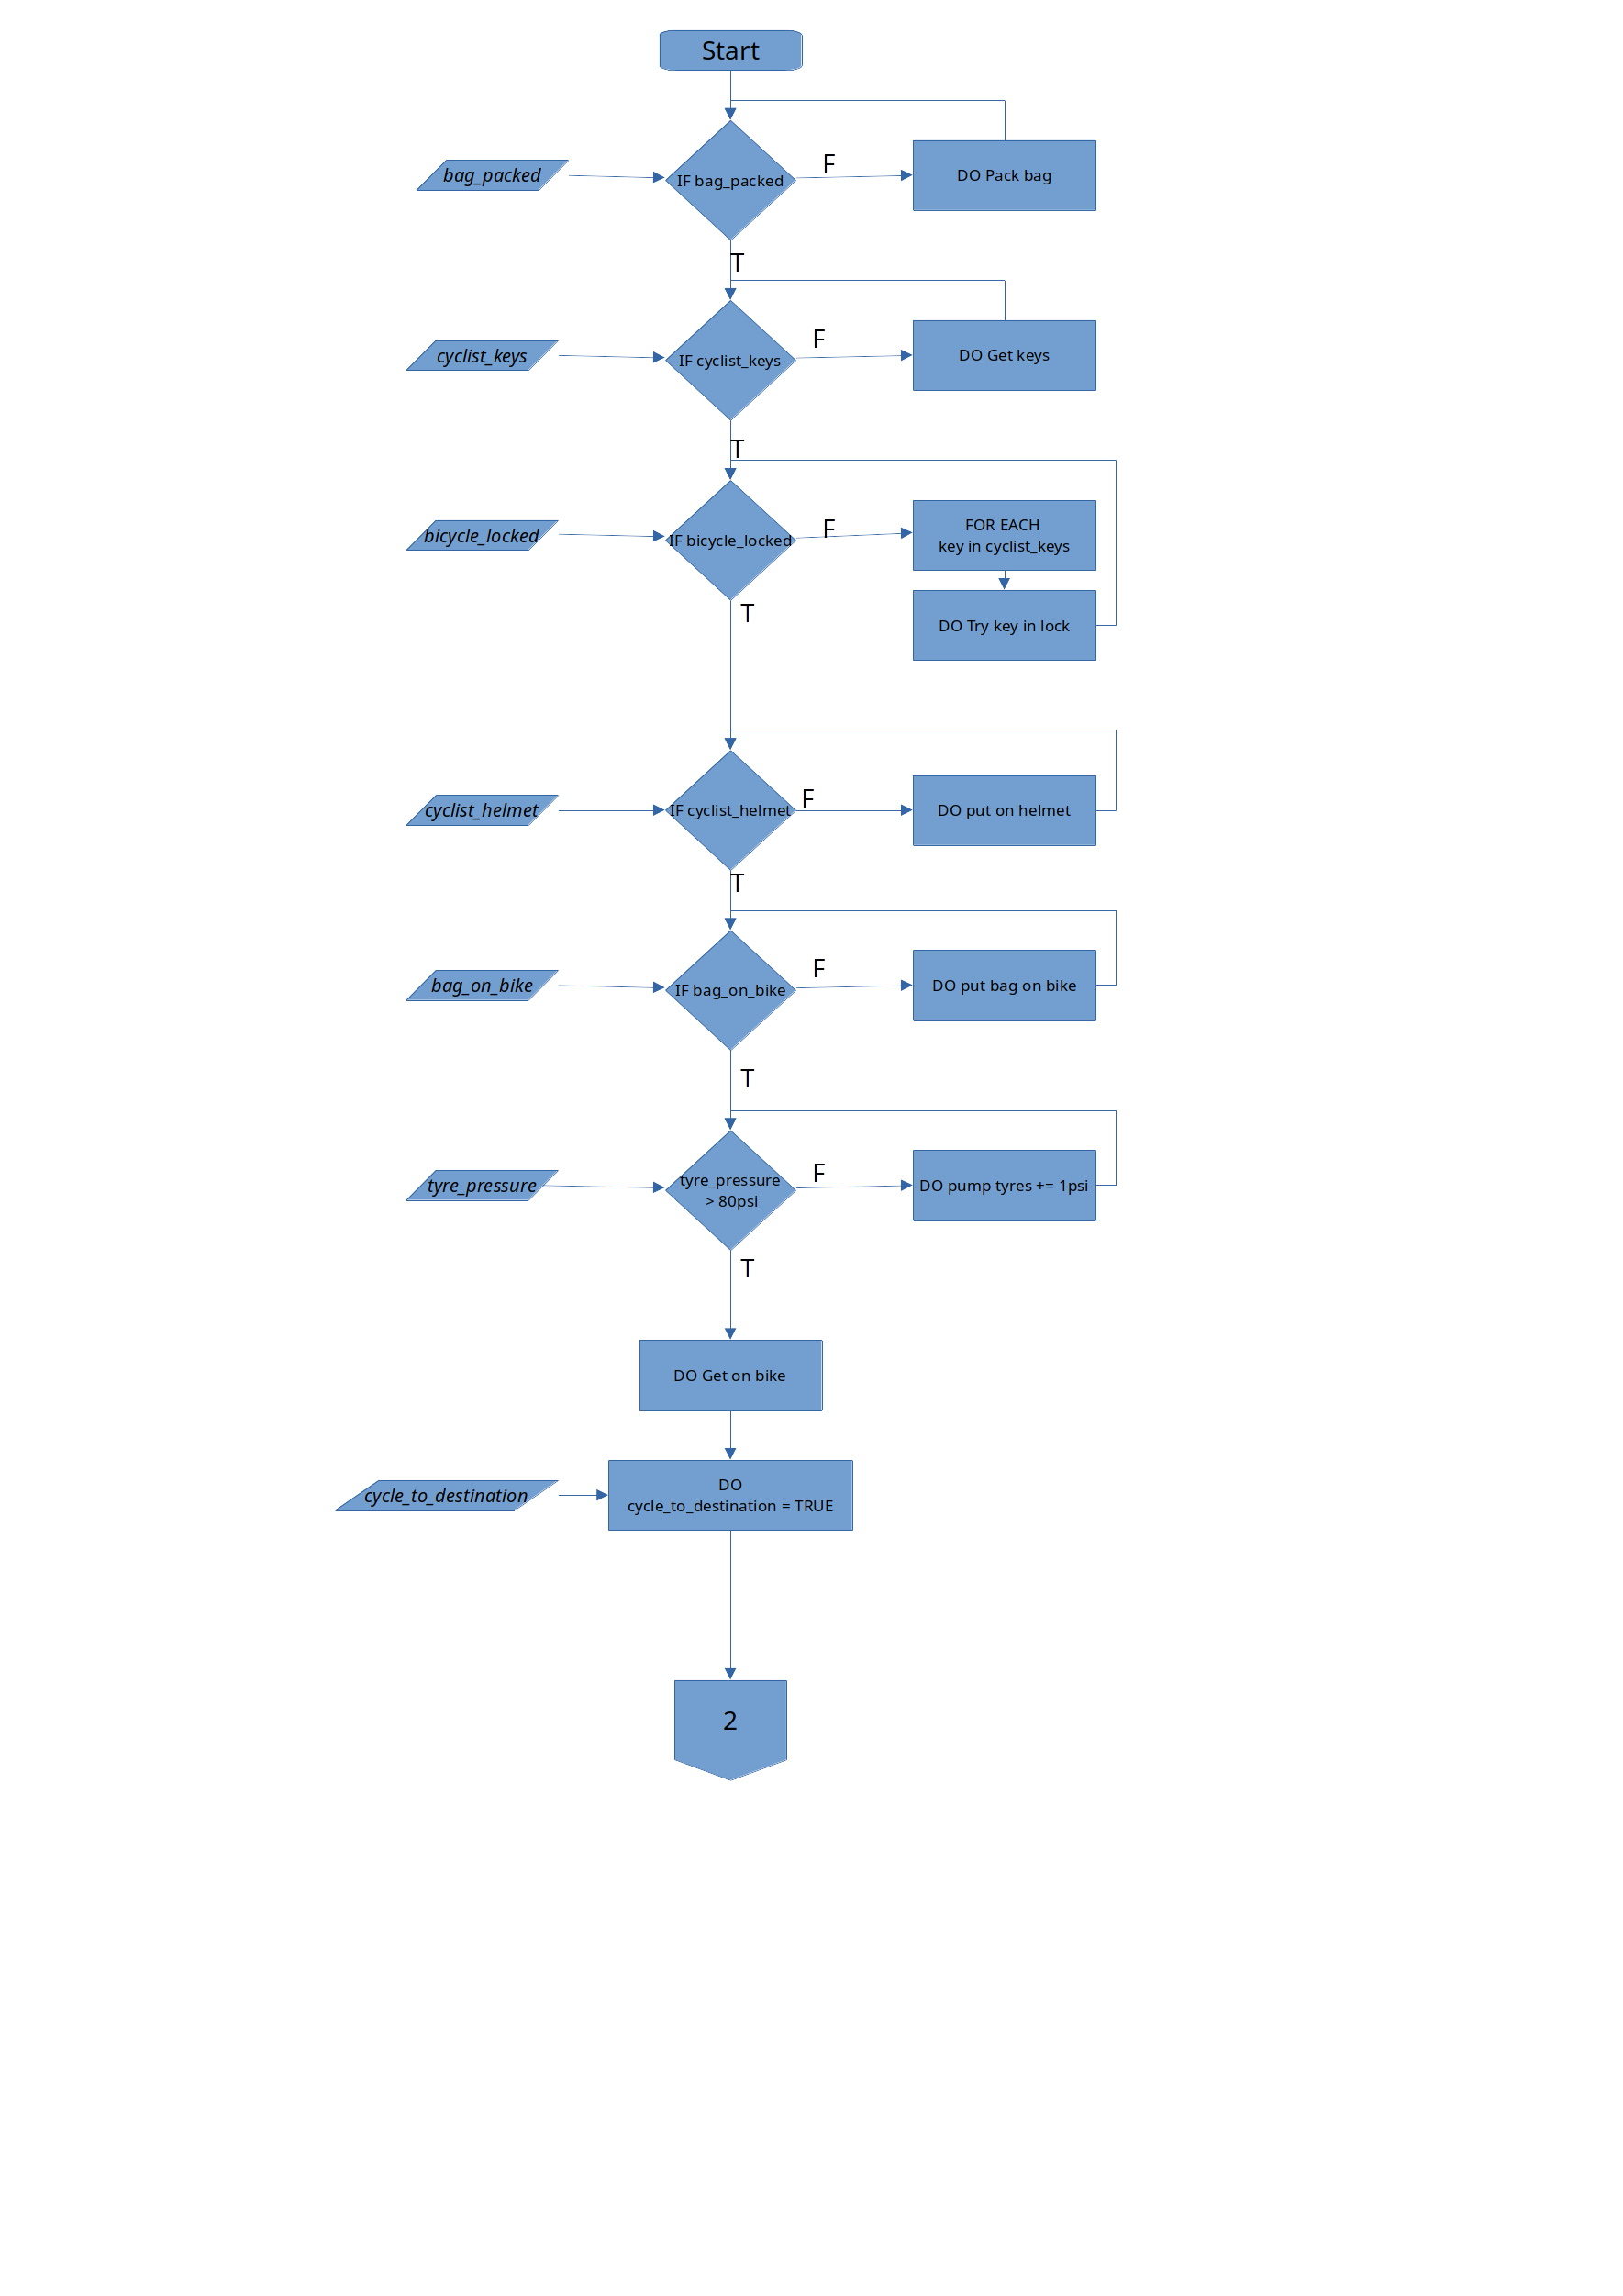 Start
bag_packed
IF bag_packed
F
DO Pack bag
T
cyclist_keys
IF cyclist_keys
F
DO Get keys
T
bicycle_locked
IF bicycle_locked
F
FOR EACH
key in cyclist_keys
DO Try key in lock
T
cyclist_helmet
IF cyclist_helmet
F
DO put on helmet
T
bag_on_bike
IF bag_on_bike
F
DO put bag on bike
T
tyre_pressure
tyre_pressure
> 80psi
F
DO pump tyres += 1psi
T
DO Get on bike
cycle_to_destination
DO
cycle_to_destination = TRUE
2